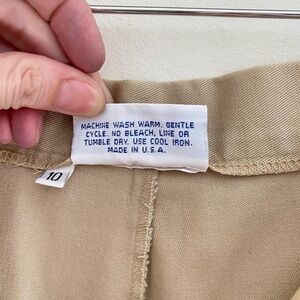 MACHINE WASH WARM. GENTLE
CYCLE. NO BLEACH, LINE OR
TUMBLE DRY. USE COOL IRON.
MADE IN U.S.A.
10